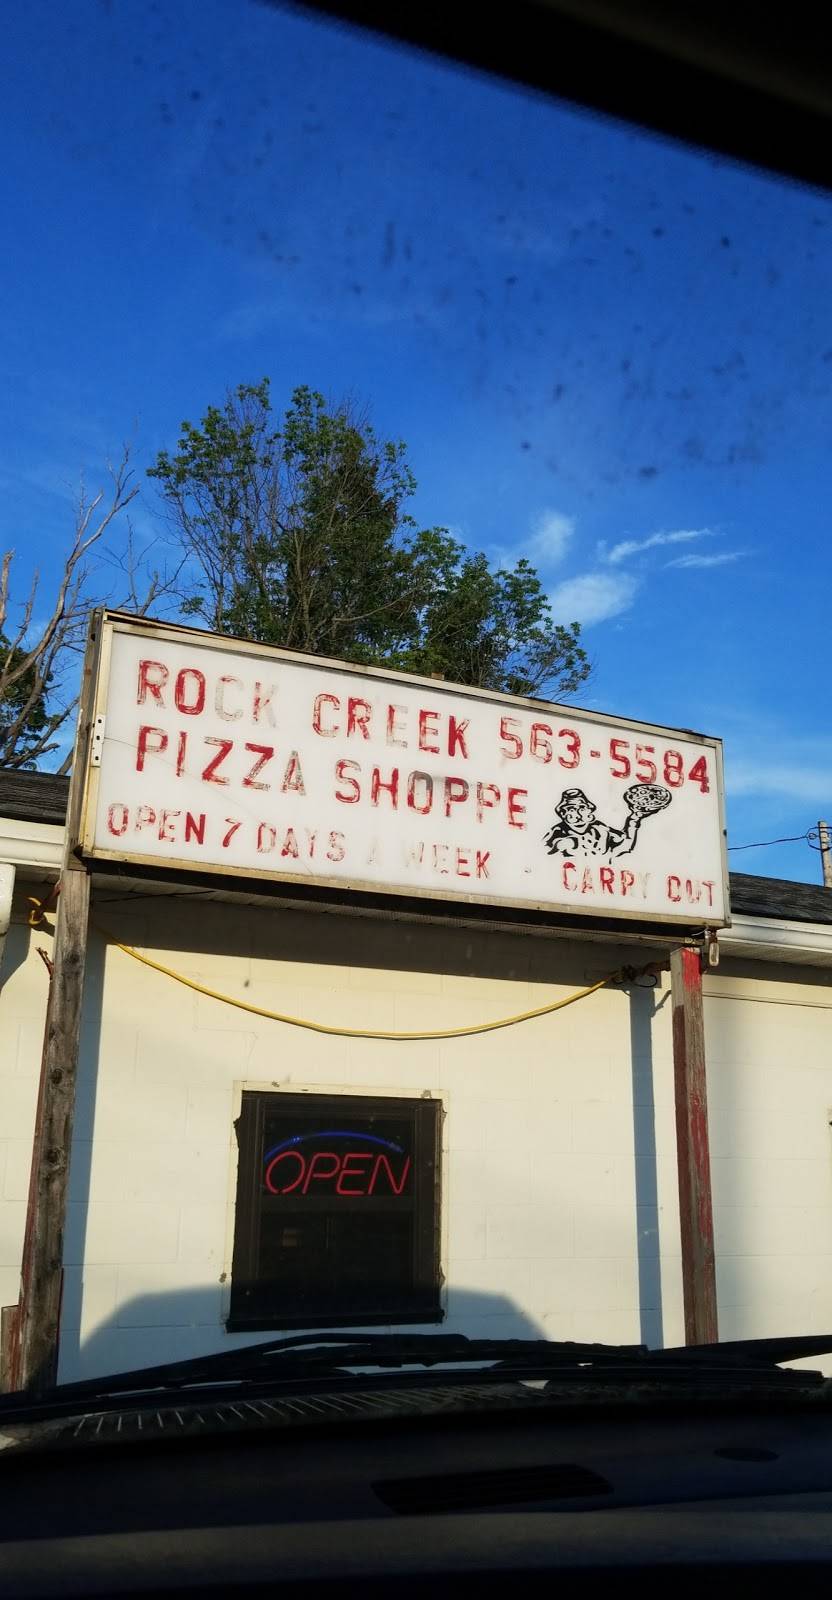 ROCK CREEK 563-5584
PIZZA SHOPPE
OPEN 7 DAYS A WEEK - CARRY OUT
OPEN